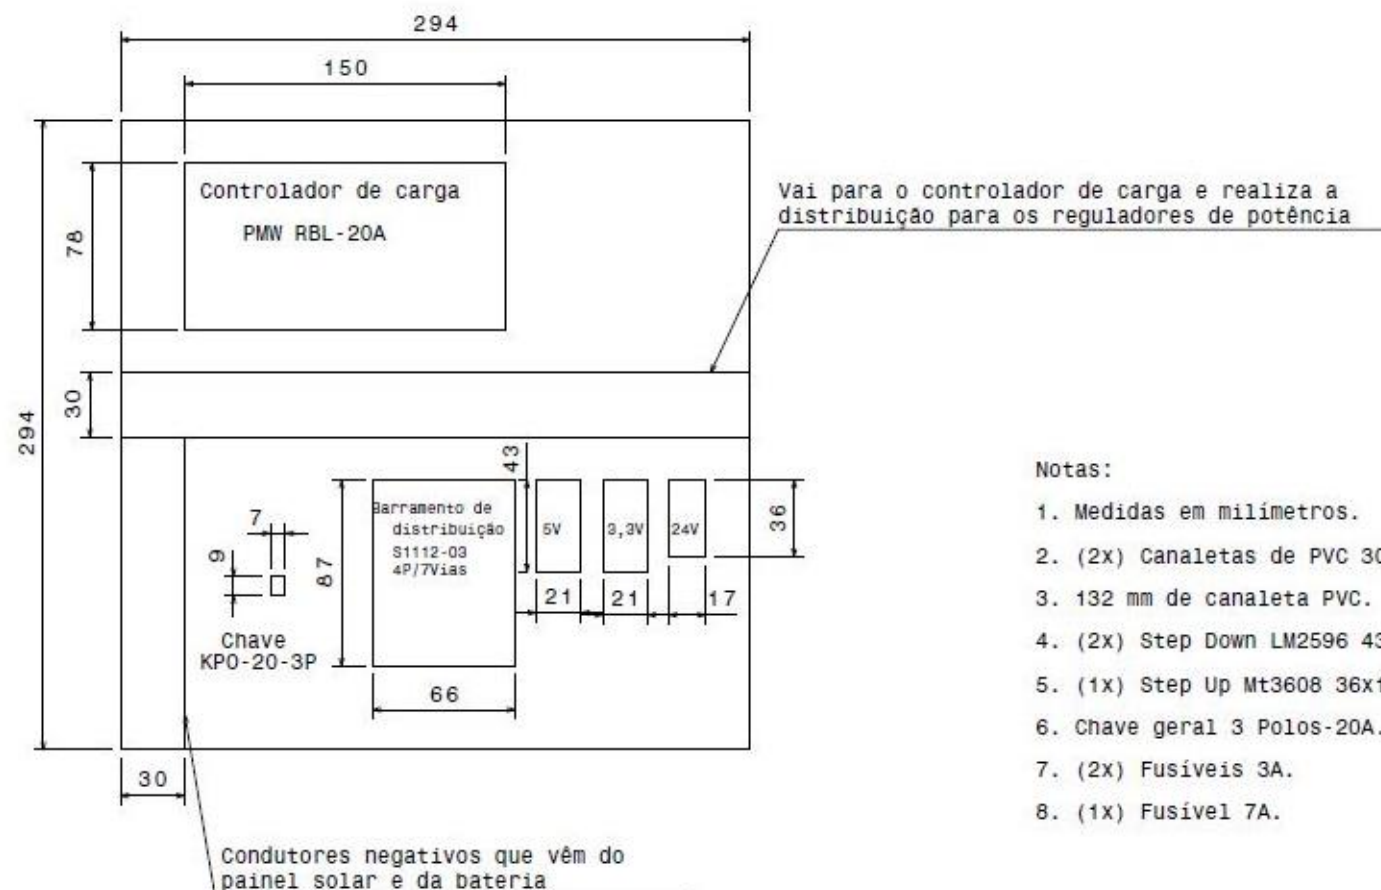 294
150
Controlador de carga
PMW RBL-20A
78
Vai para o controlador de carga e realiza a
distribuição para os reguladores de potência
30
294
43
Barramento de
distribuição
S1112-03
4P/7Vias
5V
3,3V
24V
36
7
9
87
21
21
17
Chave
KP0-20-3P
66
30
Condutores negativos que vêm do
painel solar e da bateria
Notas:
1. Medidas em milímetros.
2. (2x) Canaletas de PVC 30
3. 132 mm de canaleta PVC.
4. (2x) Step Down LM2596 43
5. (1x) Step Up Mt3608 36x1
6. Chave geral 3 Polos-20A.
7. (2x) Fusíveis 3A.
8. (1x) Fusível 7A.